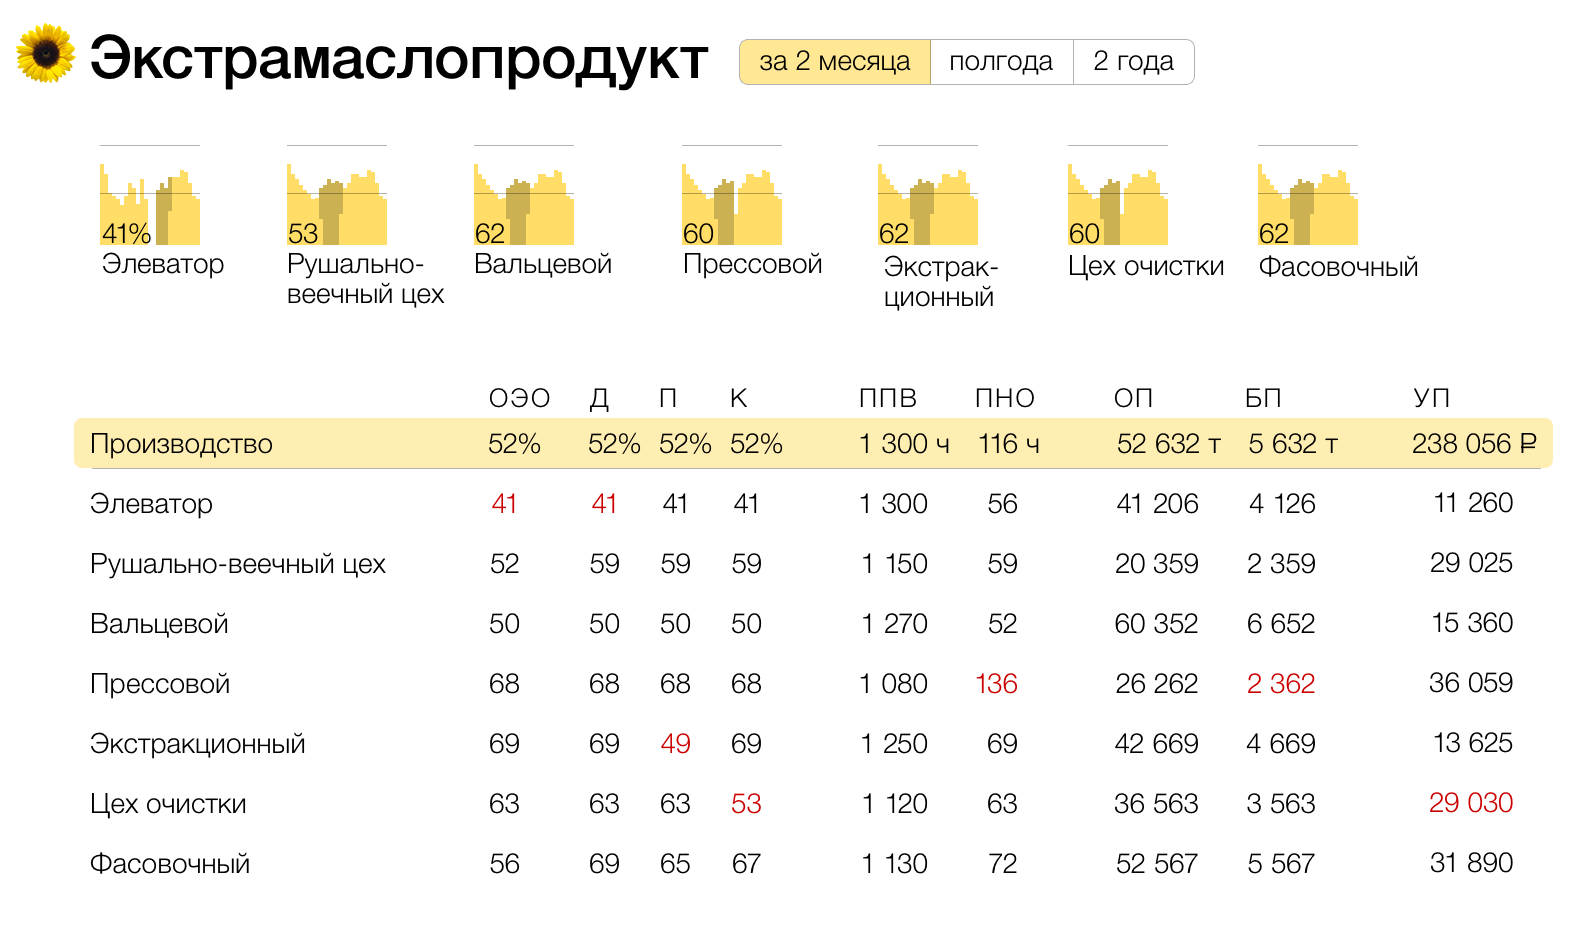 Экстрамаслопродукт
за 2 месяца полгода 2 года
41% 53 62 60 62 60 62
Элеватор Рушально- Вальцевой Прессовой Экстрак- Цех очистки Фасовочный
веечный цех ционный
ОЭО Д П К ППВ ПНО ОП БП УП
Производство 52% 52% 52% 52% 1 300 ч 116 ч 52 632 т 5 632 т 238 056 ₽
Элеватор 41 41 41 41 1 300 56 41 206 4 126 11 260
Рушально-веечный цех 52 59 59 59 1 150 59 20 359 2 359 29 025
Вальцевой 50 50 50 50 1 270 52 60 352 6 652 15 360
Прессовой 68 68 68 68 1 080 136 26 262 2 362 36 059
Экстракционный 69 69 49 69 1 250 69 42 669 4 669 13 625
Цех очистки 63 63 63 53 1 120 63 36 563 3 563 29 030
Фасовочный 56 69 65 67 1 130 72 52 567 5 567 31 890